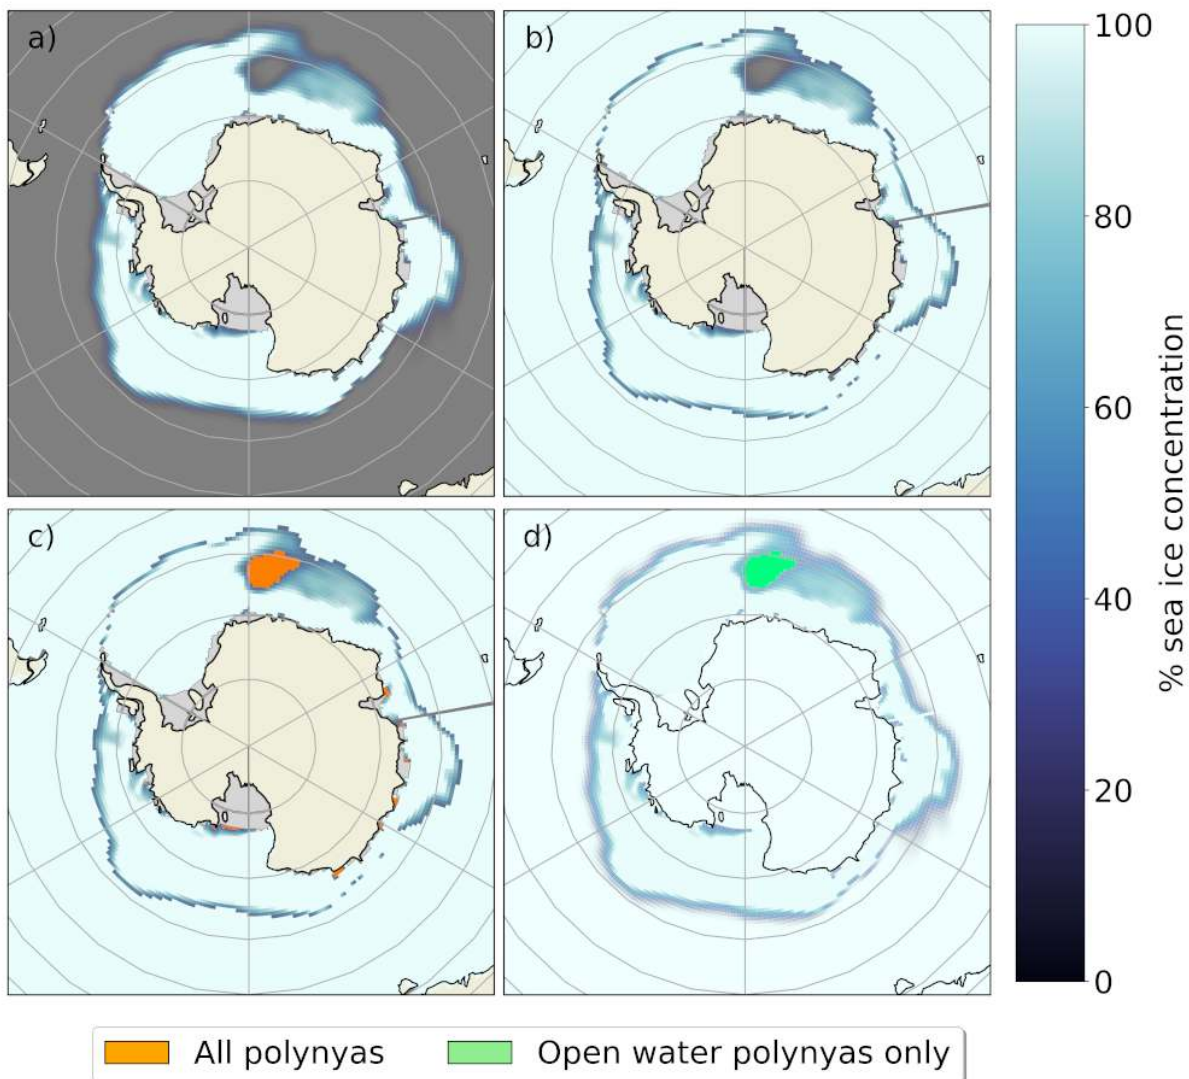 a)
b)
c)
d)
100
80
60
40
20
0
% sea ice concentration
All polynyas
Open water polynyas only